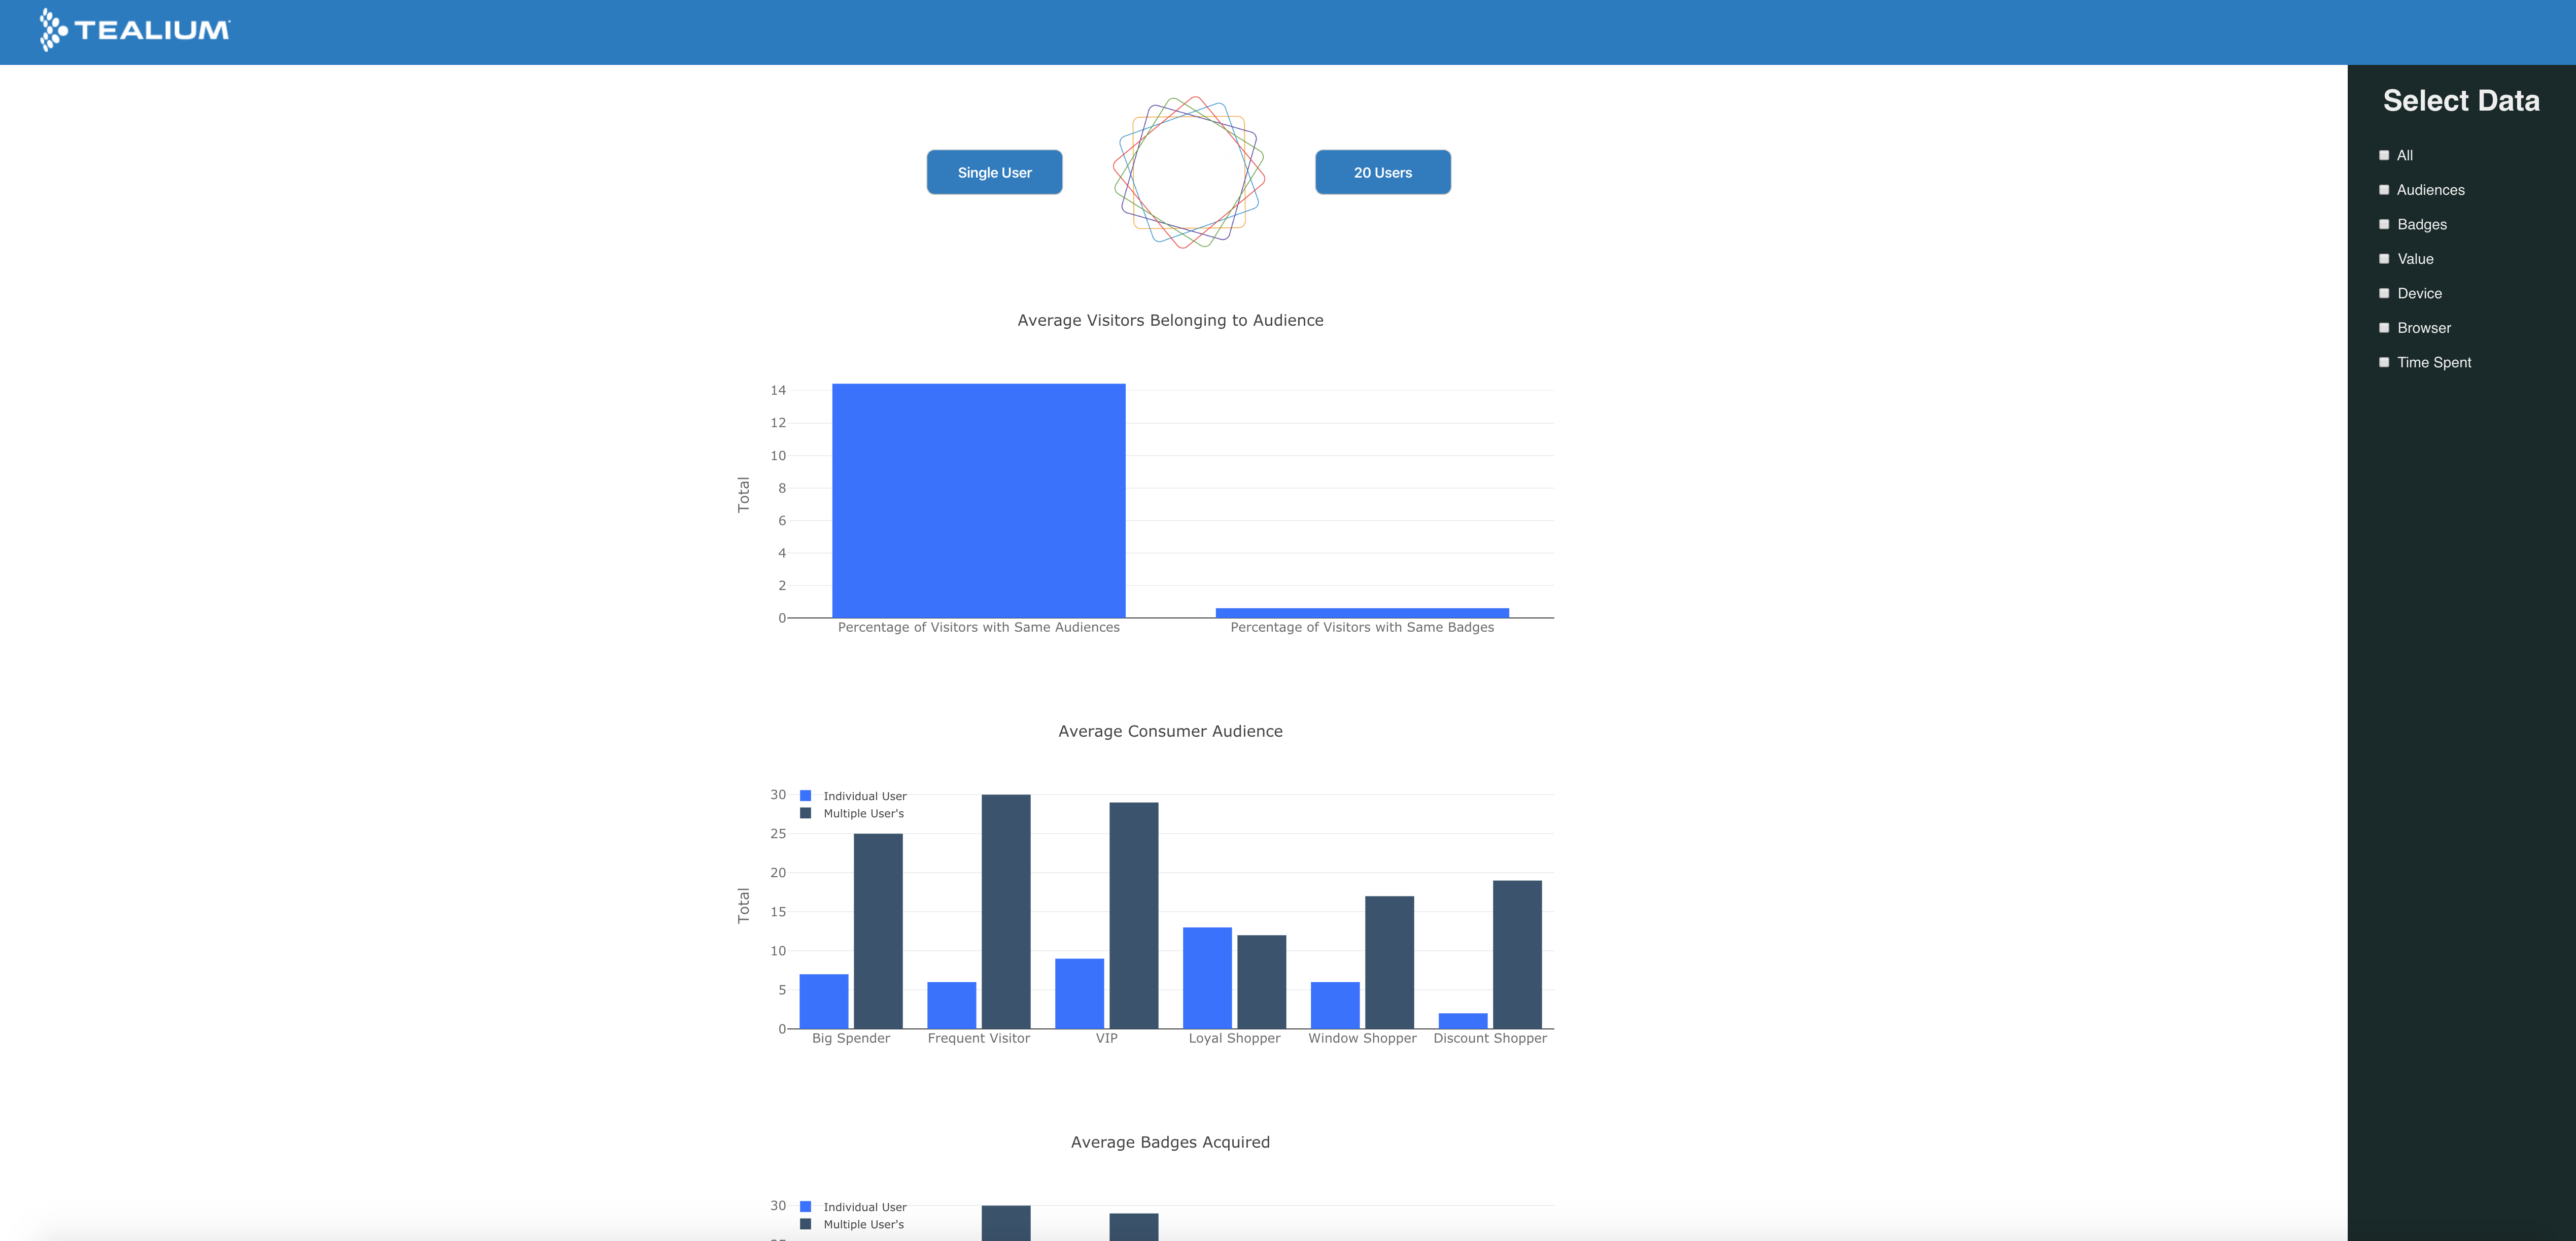 TEALIUM
Select Data
All
Audiences
Badges
Value
Device
Browser
Time Spent
Single User
20 Users
Average Visitors Belonging to Audience
14
12
10
8
6
4
2
0
Total
Percentage of Visitors with Same Audiences
Percentage of Visitors with Same Badges
Average Consumer Audience
Individual User
Multiple User's
30
25
20
15
10
5
0
Total
Big Spender
Frequent Visitor
VIP
Loyal Shopper
Window Shopper
Discount Shopper
Average Badges Acquired
30
Individual User
Multiple User's